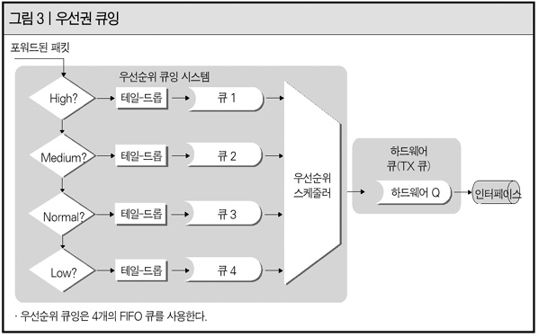 그림 3 | 우선권 큐잉
포워드된 패킷
우선순위 큐잉 시스템
High?
테일-드롭
큐 1
Medium?
테일-드롭
큐 2
Normal?
테일-드롭
큐 3
Low?
테일-드롭
큐 4
우선순위
스케줄러
하드웨어
큐(TX 큐)
하드웨어 Q
인터페이스
· 우선순위 큐잉은 4개의 FIFO 큐를 사용한다.